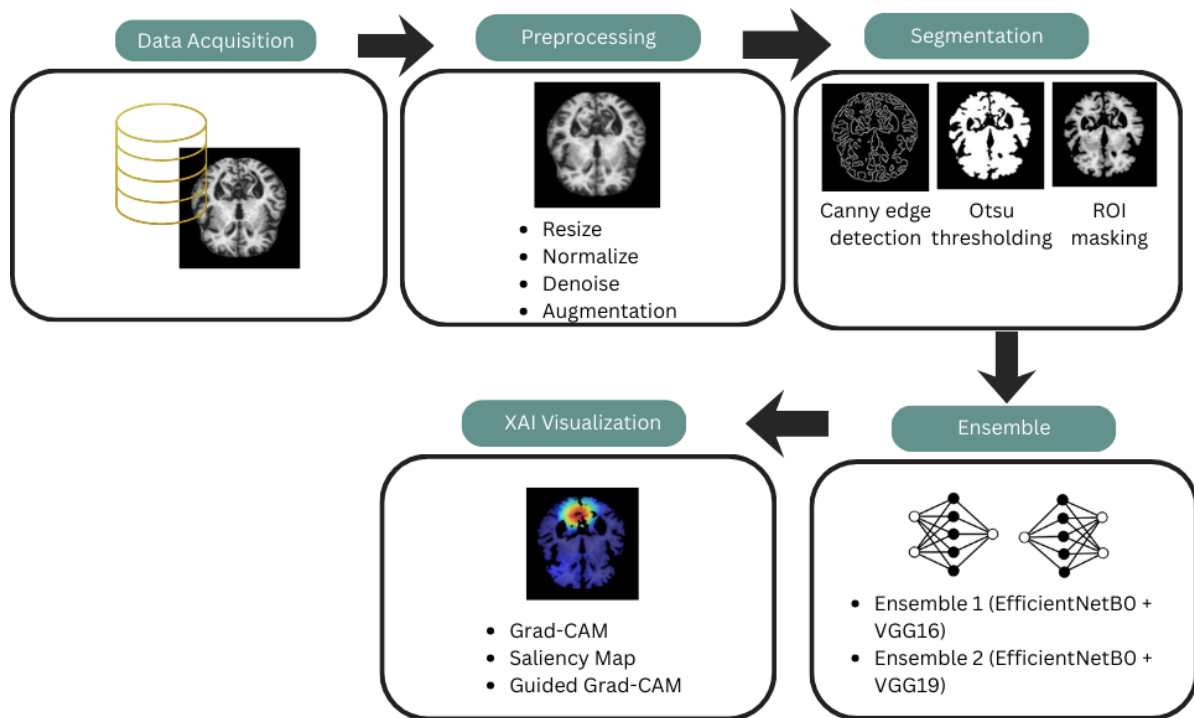 Data Acquisition
Preprocessing
Segmentation
• Resize
• Normalize
• Denoise
• Augmentation
Canny edge
detection
Otsu
thresholding
ROI
masking
XAI Visualization
Ensemble
• Grad-CAM
• Saliency Map
• Guided Grad-CAM
• Ensemble 1 (EfficientNetB0 +
VGG16)
• Ensemble 2 (EfficientNetB0 +
VGG19)